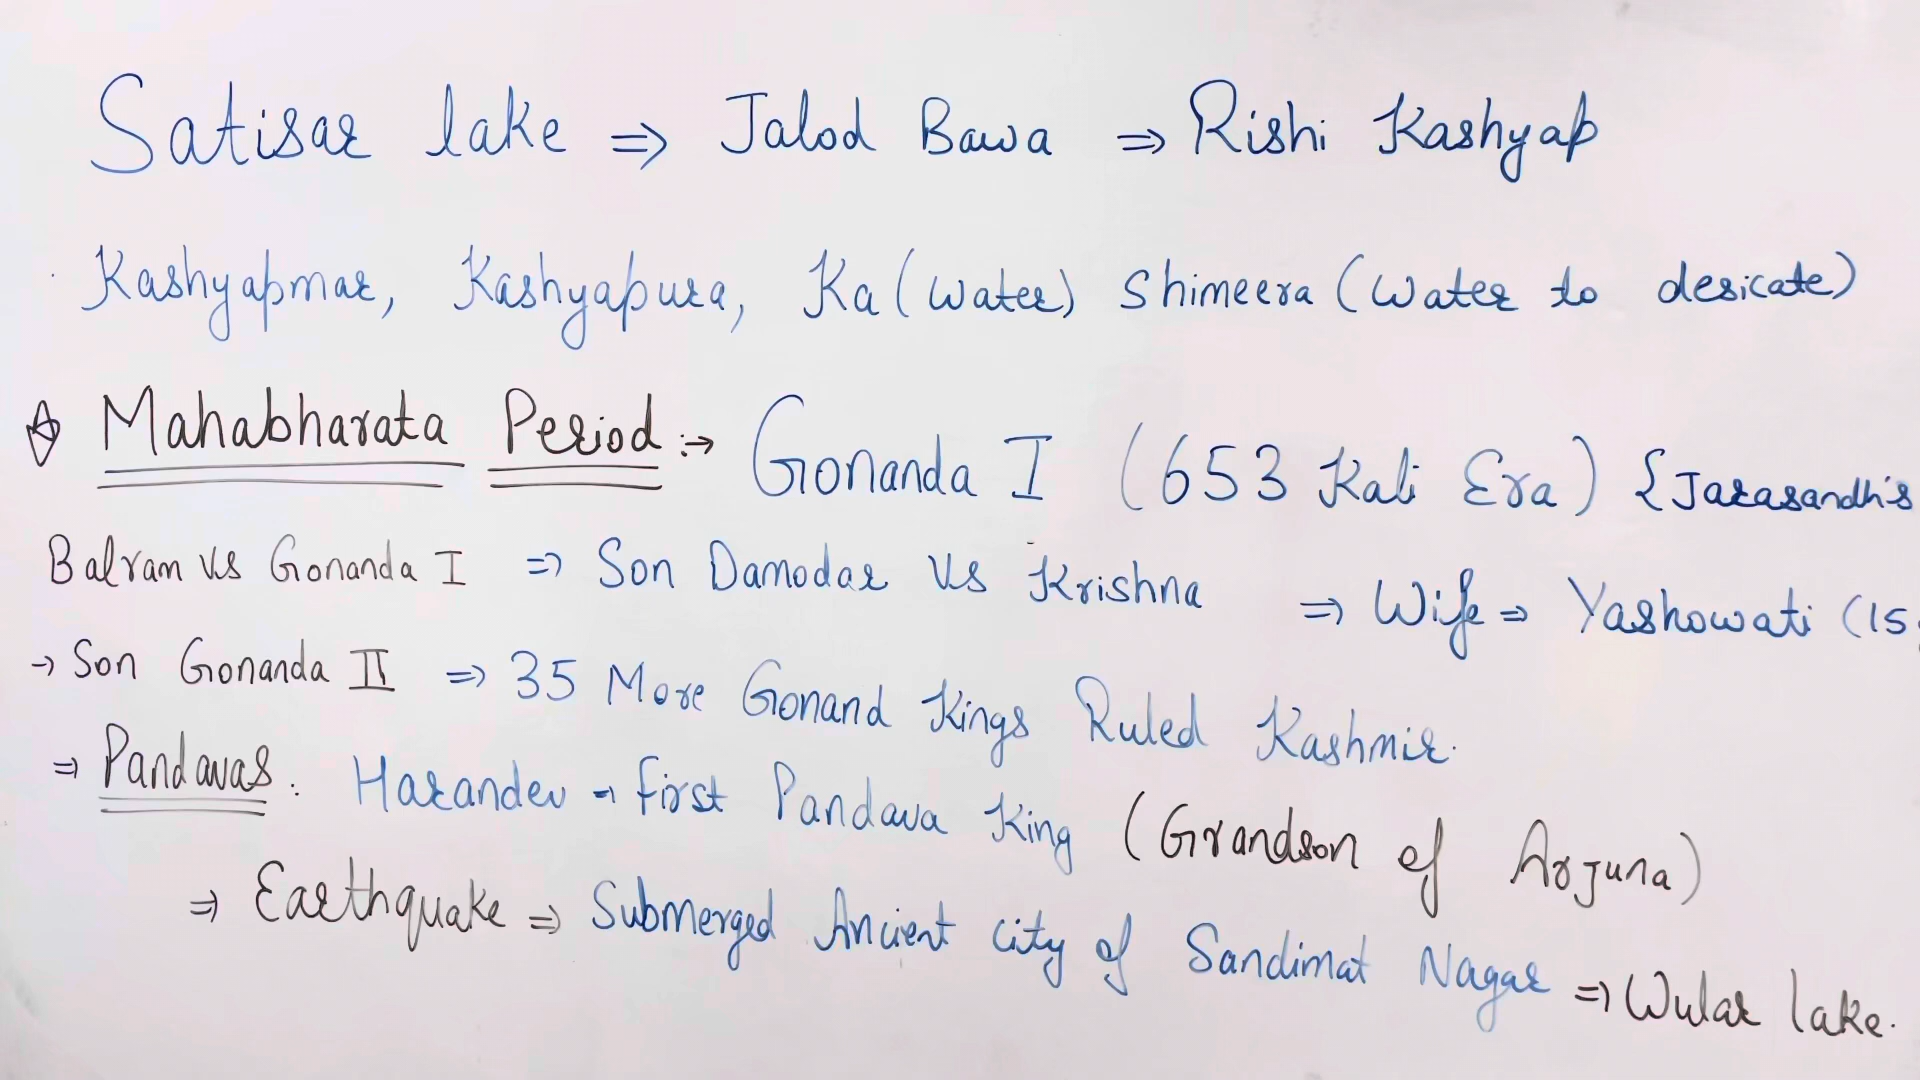 Satisar lake ⇒ Jalod Bawa ⇒ Rishi Kashyap
Kashyapmar, Kashyapura, Ka (water) Shimeera (Water to desicate)
Mahabharata Period :→ Gonanda I (653 Kali Era) {Jarasandh's
Balram Vs Gonanda I ⇒ Son Damodar Vs Krishna ⇒ Wife ⇒ Yashowati (1s
→ Son Gonanda II ⇒ 35 More Gonand Kings Ruled Kashmir.
⇒ Pandavas. Harandev → first Pandava King (Grandson of Arjuna)
⇒ Earthquake ⇒ Submerged Ancient city of Sandimat Nagar ⇒ Wular lake.